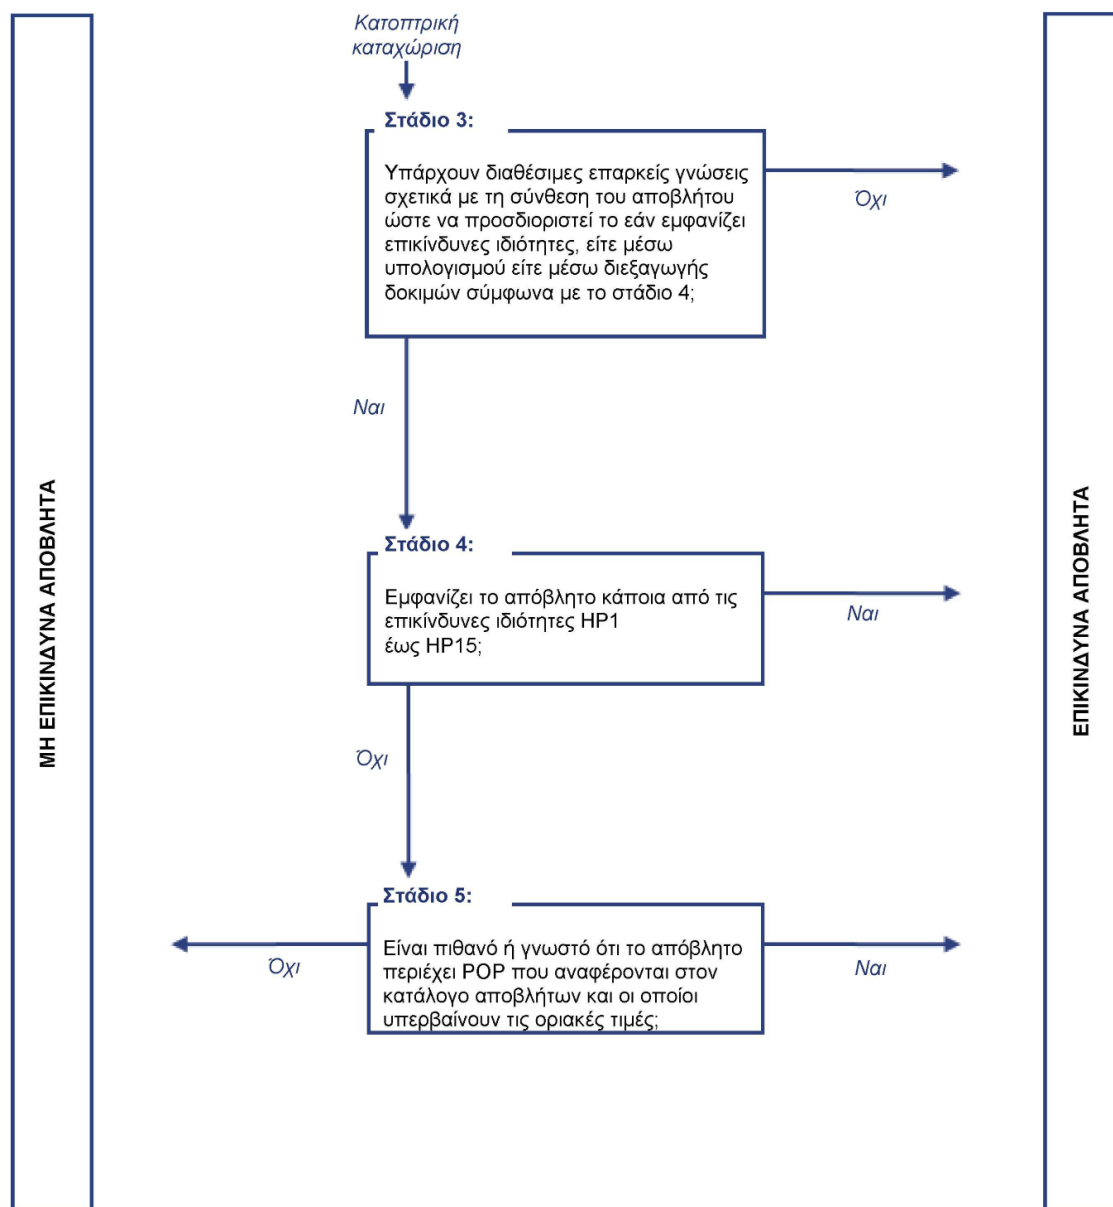 Κατοπτρική
καταχώριση
Στάδιο 3:
Υπάρχουν διαθέσιμες επαρκείς γνώσεις
σχετικά με τη σύνθεση του αποβλήτου
ώστε να προσδιοριστεί το εάν εμφανίζει
επικίνδυνες ιδιότητες, είτε μέσω
υπολογισμού είτε μέσω διεξαγωγής
δοκιμών σύμφωνα με το στάδιο 4;
Όχι
Ναι
ΜΗ ΕΠΙΚΙΝΔΥΝΑ ΑΠΟΒΛΗΤΑ
ΕΠΙΚΙΝΔΥΝΑ ΑΠΟΒΛΗΤΑ
Στάδιο 4:
Εμφανίζει το απόβλητο κάποια από τις
επικίνδυνες ιδιότητες HP1
έως HP15;
Ναι
Όχι
Στάδιο 5:
Είναι πιθανό ή γνωστό ότι το απόβλητο
περιέχει POP που αναφέρονται στον
κατάλογο αποβλήτων και οι οποίοι
υπερβαίνουν τις οριακές τιμές;
Όχι
Ναι